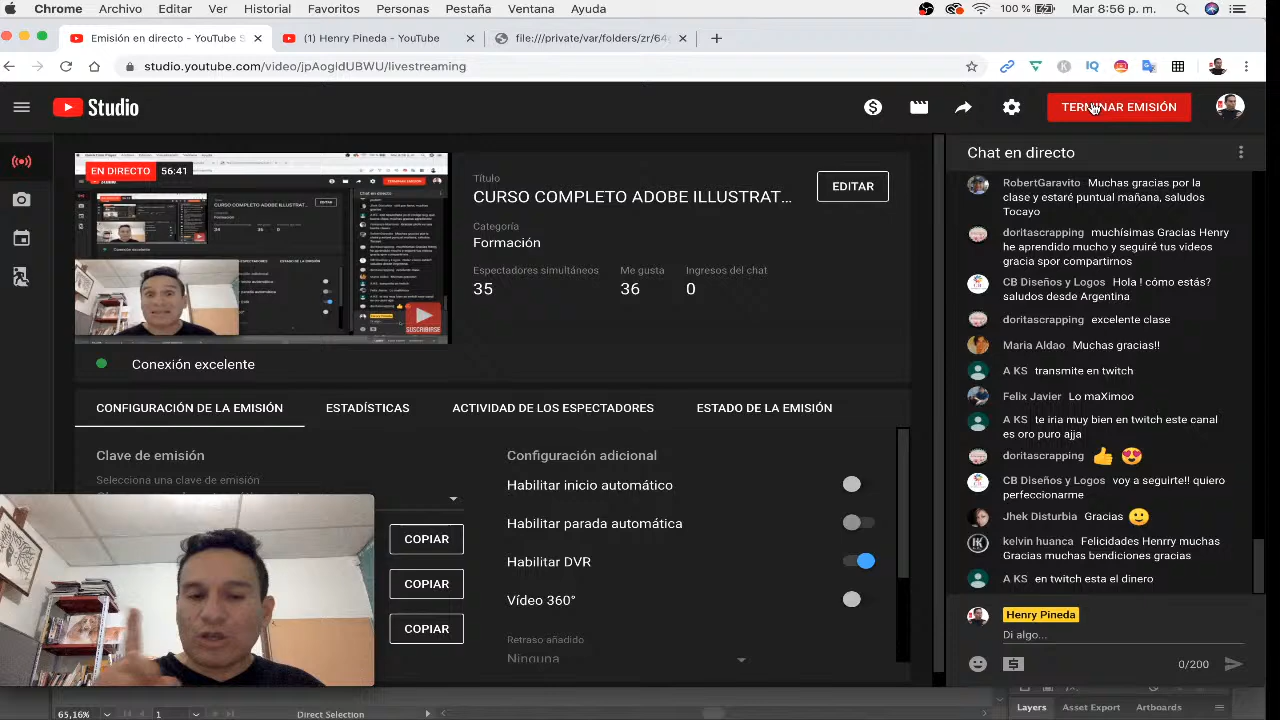 Chrome Archivo Editar Ver Historial Favoritos Personas Pestaña Ventana Ayuda 100 % Mar 8:56 p. m.
Emisión en directo - YouTube S (1) Henry Pineda - YouTube file:///private/var/folders/zr/64
studio.youtube.com/video/jpAogIdUBWU/livestreaming
Studio
TERMINAR EMISIÓN
EN DIRECTO 56:41
SUSCRIBIRSE
Título
CURSO COMPLETO ADOBE ILLUSTRAT...
EDITAR
Categoría
Formación
Espectadores simultáneos Me gusta Ingresos del chat
35 36 0
Conexión excelente
CONFIGURACIÓN DE LA EMISIÓN ESTADÍSTICAS ACTIVIDAD DE LOS ESPECTADORES ESTADO DE LA EMISIÓN
Clave de emisión
Selecciona una clave de emisión
COPIAR
COPIAR
COPIAR
Configuración adicional
Habilitar inicio automático
Habilitar parada automática
Habilitar DVR
Vídeo 360°
Retraso añadido
Ninguna
Chat en directo
RobertGaravito Muchas gracias por la
clase y estaré puntual mañana, saludos
Tocayo
doritascrapping muchisimas Gracias Henry
he aprendido mucho y seguiré tus videos
gracia spor compartirnos
CB Diseños y Logos Hola ! cómo estás?
saludos desde Argentina
doritascrapping excelente clase
Maria Aldao Muchas gracias!!
A KS transmite en twitch
Felix Javier Lo maXimoo
A KS te iria muy bien en twitch este canal
es oro puro ajja
doritascrapping 👍 😍
CB Diseños y Logos voy a seguirte!! quiero
perfeccionarme
Jhek Disturbia Gracias 🙂
kelvin huanca Felicidades Henrry muchas
Gracias muchas bendiciones gracias
A KS en twitch esta el dinero
Henry Pineda
Di algo...
0/200
65,16% 1 Direct Selection
Layers Asset Export Artboards